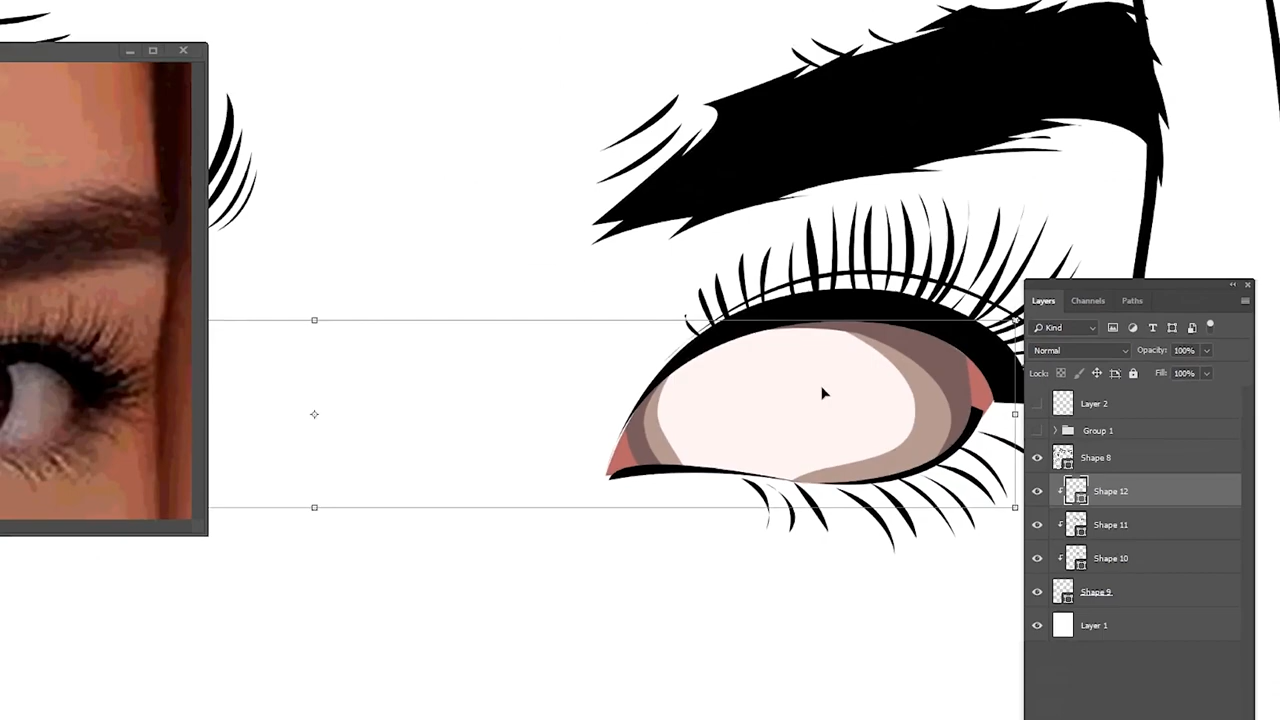 Layers Channels Paths
Kind
Normal Opacity: 100%
Lock: Fill: 100%
Layer 2
Group 1
Shape 8
Shape 12
Shape 11
Shape 10
Shape 9
Layer 1